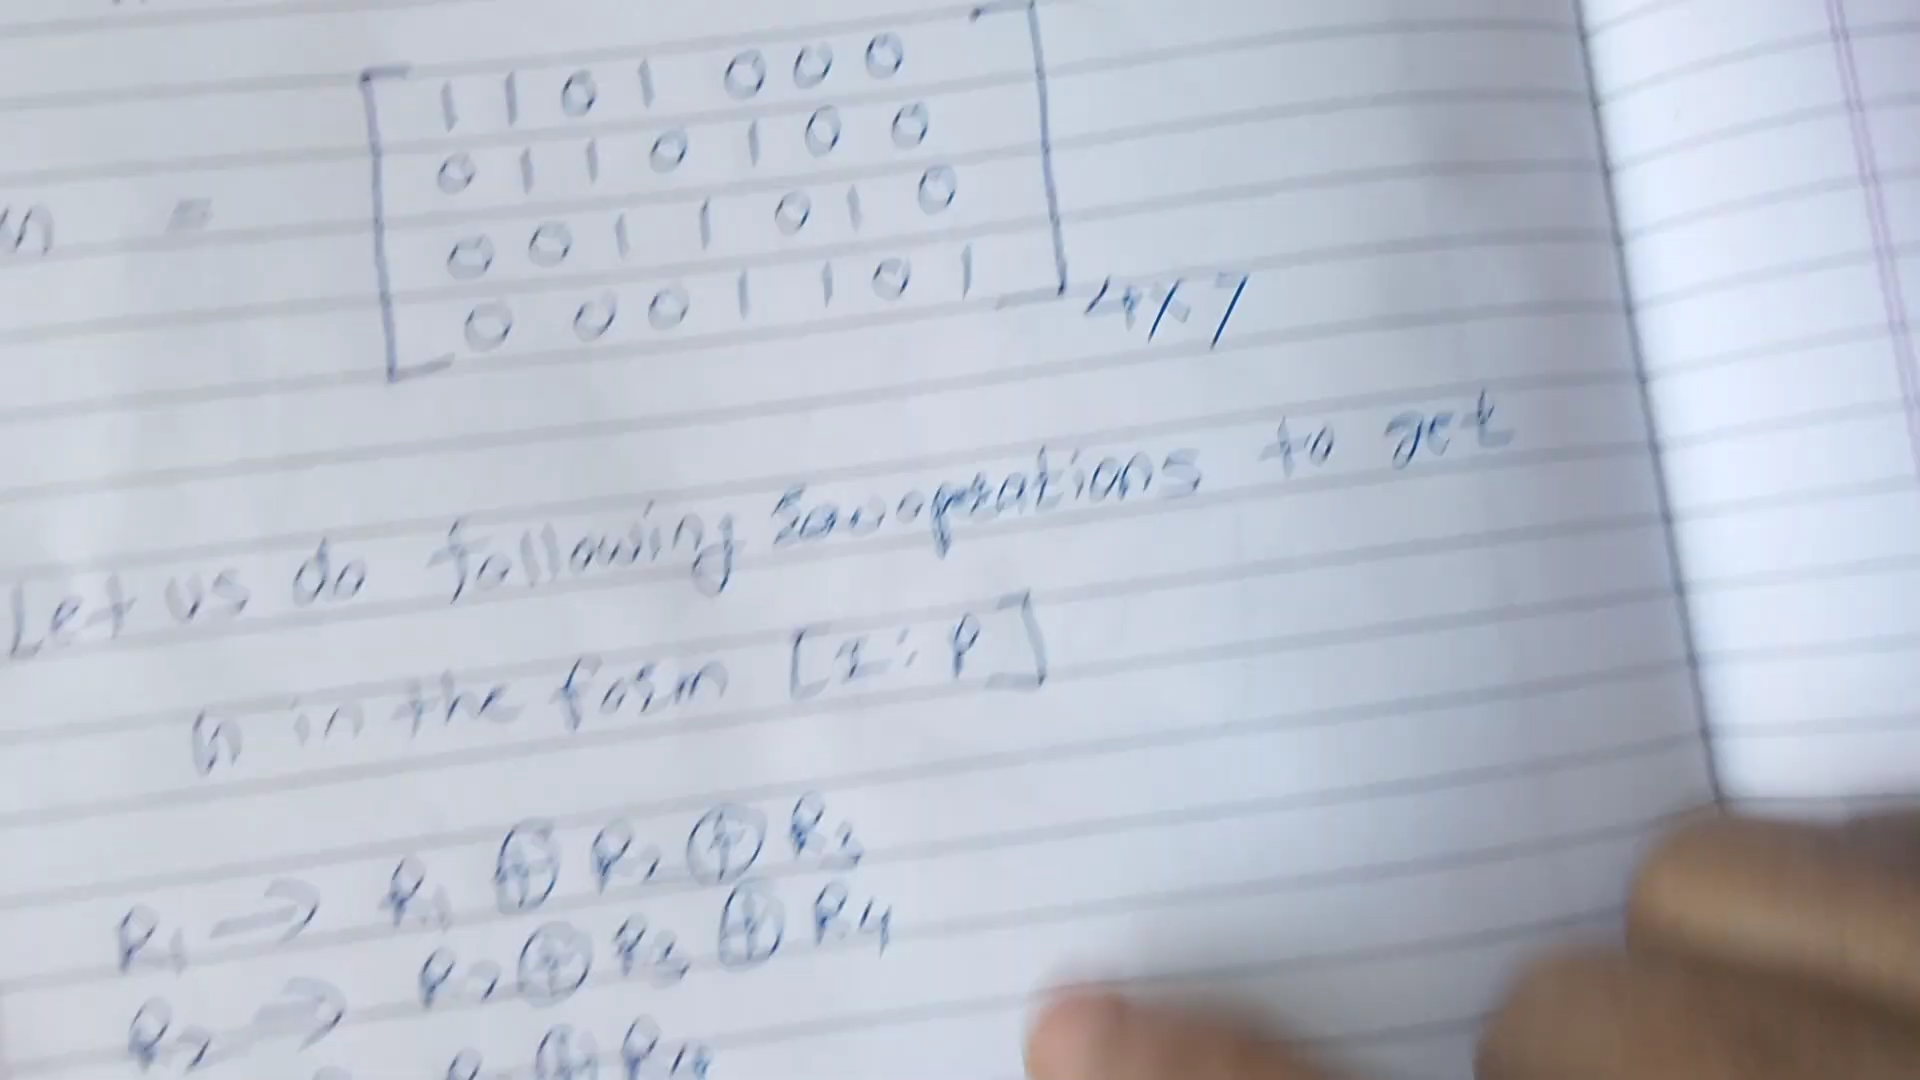 G =
1 1 0 1 0 0 0
0 1 1 0 1 0 0
0 0 1 1 0 1 0
0 0 0 1 1 0 1
4x7
Let us do following row operations to get
G in the form [I : P]
R1 → R1 ⊕ R2 ⊕ R3
R2 → R2 ⊕ R3 ⊕ R4
⊕ R4